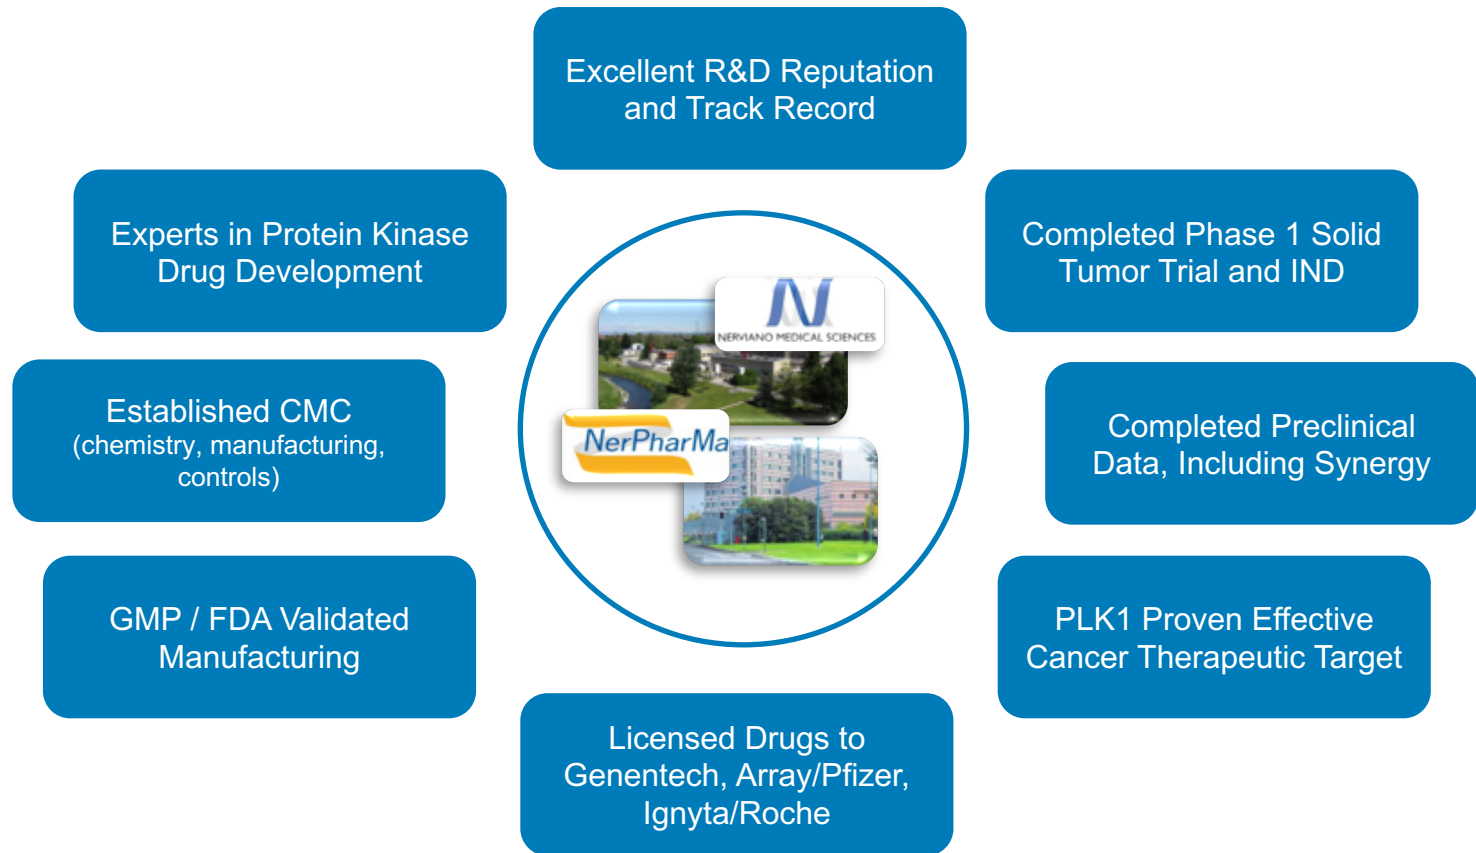 Excellent R&D Reputation
and Track Record
Experts in Protein Kinase
Drug Development
Completed Phase 1 Solid
Tumor Trial and IND
NERVIANO MEDICAL SCIENCES
Established CMC
(chemistry, manufacturing,
controls)
NerPharMa
Completed Preclinical
Data, Including Synergy
GMP / FDA Validated
Manufacturing
PLK1 Proven Effective
Cancer Therapeutic Target
Licensed Drugs to
Genentech, Array/Pfizer,
Ignyta/Roche